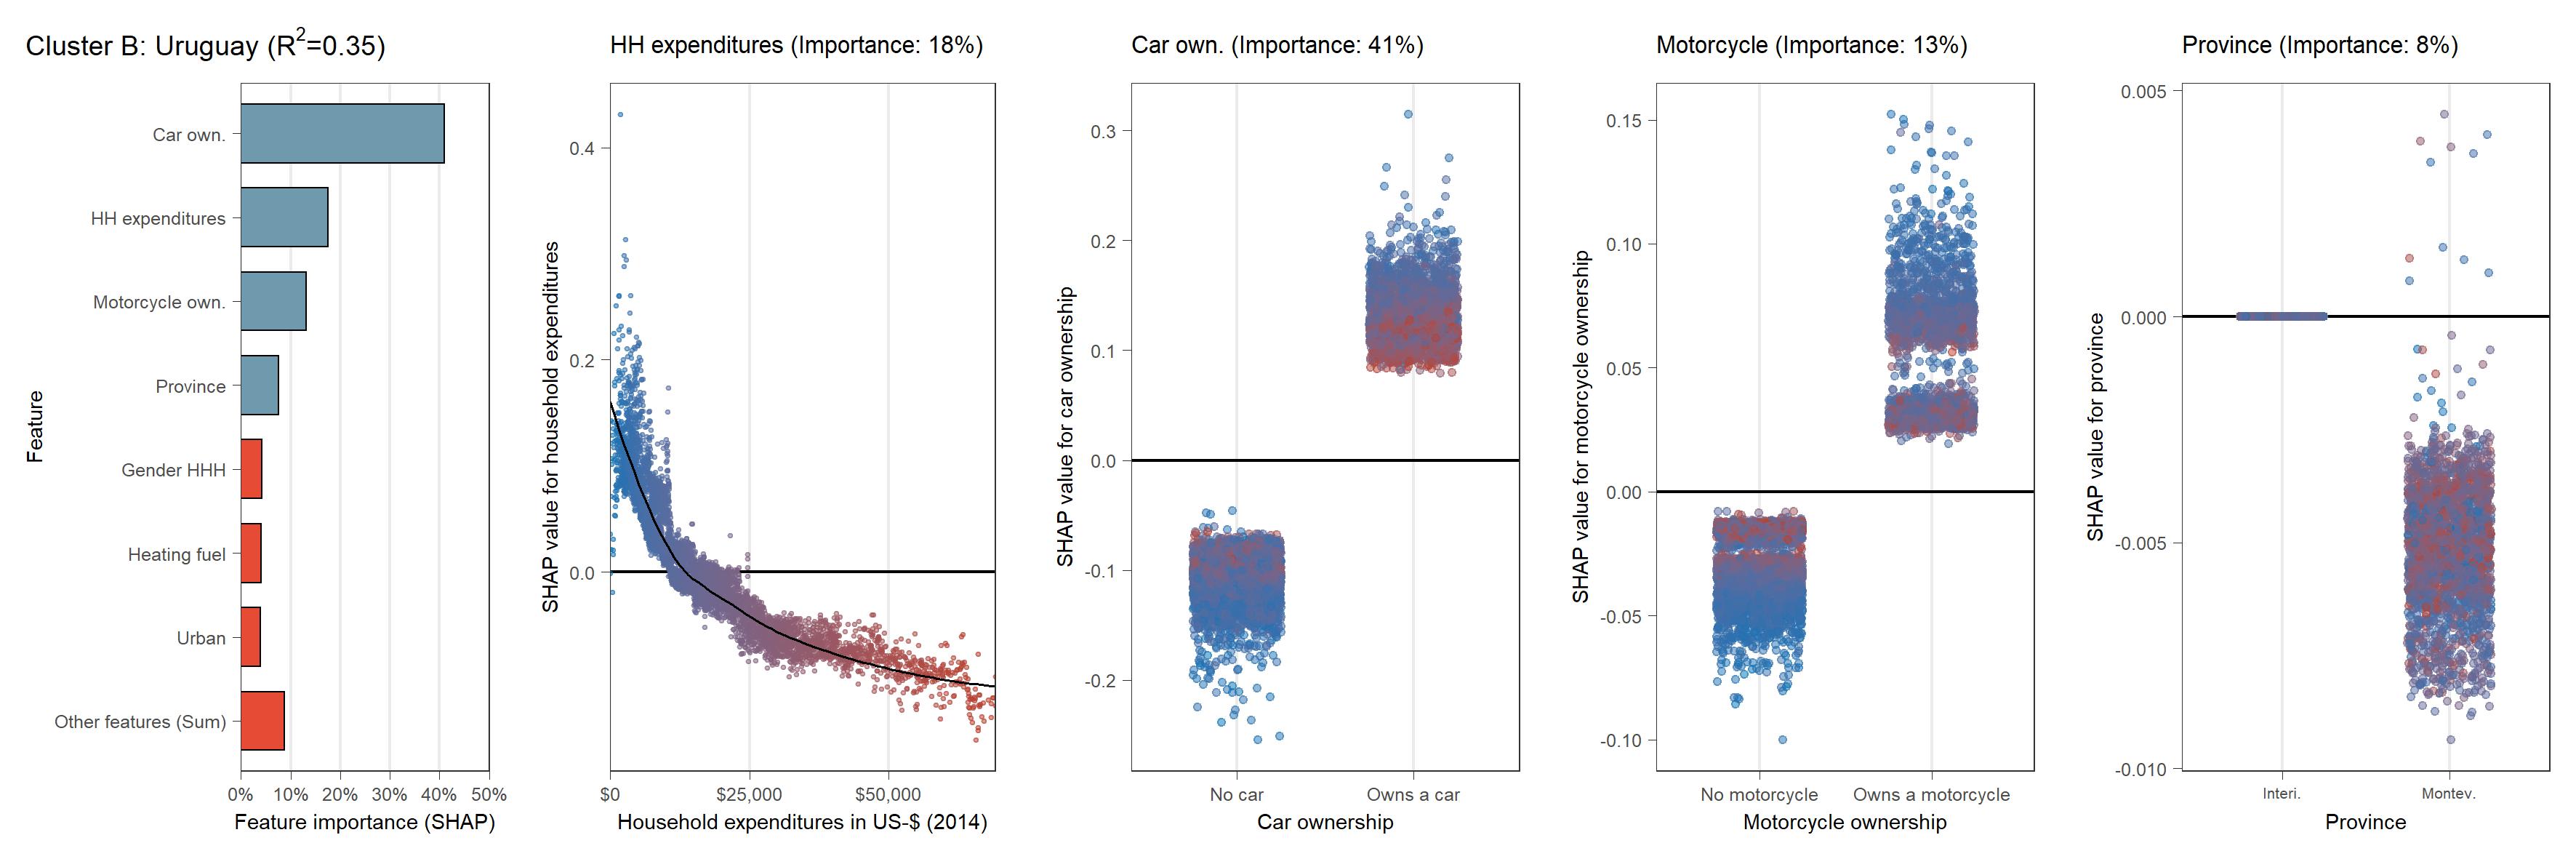 Cluster B: Uruguay (R2=0.35)
Feature
Car own.
HH expenditures
Motorcycle own.
Province
Gender HHH
Heating fuel
Urban
Other features (Sum)
0% 10% 20% 30% 40% 50%
Feature importance (SHAP)
HH expenditures (Importance: 18%)
SHAP value for household expenditures
0.4
0.2
0.0
$0 $25,000 $50,000
Household expenditures in US-$ (2014)
Car own. (Importance: 41%)
SHAP value for car ownership
0.3
0.2
0.1
0.0
-0.1
-0.2
No car Owns a car
Car ownership
Motorcycle (Importance: 13%)
SHAP value for motorcycle ownership
0.15
0.10
0.05
0.00
-0.05
-0.10
No motorcycle Owns a motorcycle
Motorcycle ownership
Province (Importance: 8%)
SHAP value for province
0.005
0.000
-0.005
-0.010
Interi. Montev.
Province